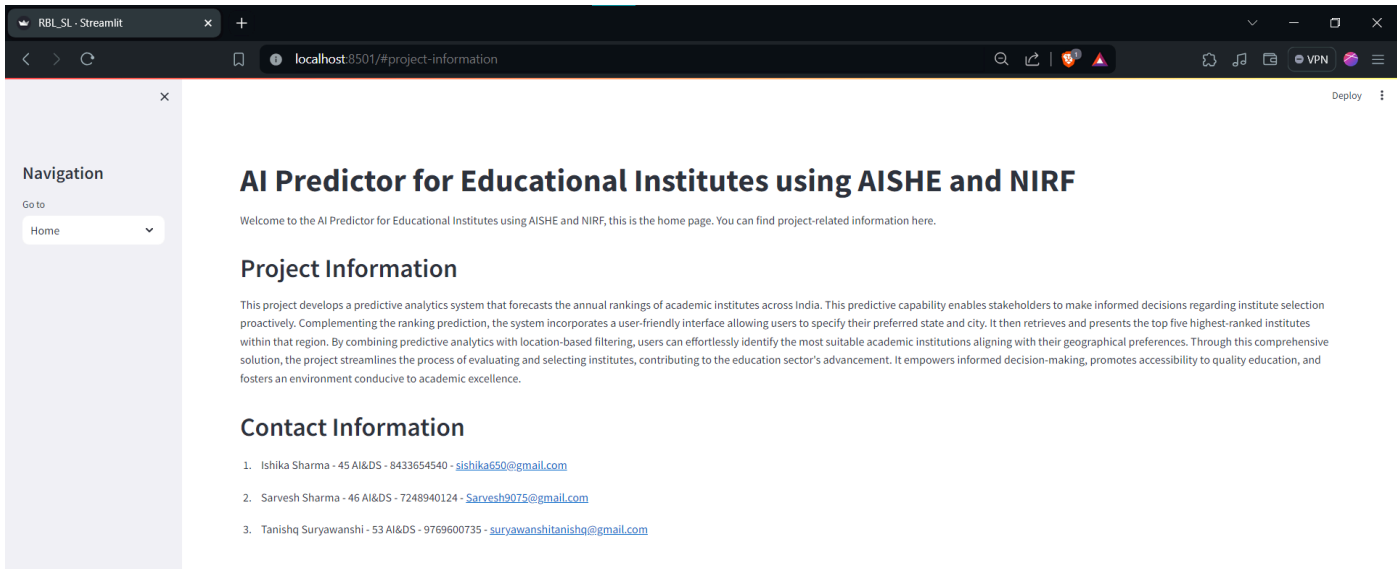 RBL_SL · Streamlit
localhost:8501/#project-information
VPN
Deploy
Navigation
Go to
Home
AI Predictor for Educational Institutes using AISHE and NIRF
Welcome to the AI Predictor for Educational Institutes using AISHE and NIRF, this is the home page. You can find project-related information here.
Project Information
This project develops a predictive analytics system that forecasts the annual rankings of academic institutes across India. This predictive capability enables stakeholders to make informed decisions regarding institute selection
proactively. Complementing the ranking prediction, the system incorporates a user-friendly interface allowing users to specify their preferred state and city. It then retrieves and presents the top five highest-ranked institutes
within that region. By combining predictive analytics with location-based filtering, users can effortlessly identify the most suitable academic institutions aligning with their geographical preferences. Through this comprehensive
solution, the project streamlines the process of evaluating and selecting institutes, contributing to the education sector's advancement. It empowers informed decision-making, promotes accessibility to quality education, and
fosters an environment conducive to academic excellence.
Contact Information
1. Ishika Sharma - 45 AI&DS - 8433654540 - sishika650@gmail.com
2. Sarvesh Sharma - 46 AI&DS - 7248940124 - Sarvesh9075@gmail.com
3. Tanishq Suryawanshi - 53 AI&DS - 9769600735 - suryawanshitanishq@gmail.com